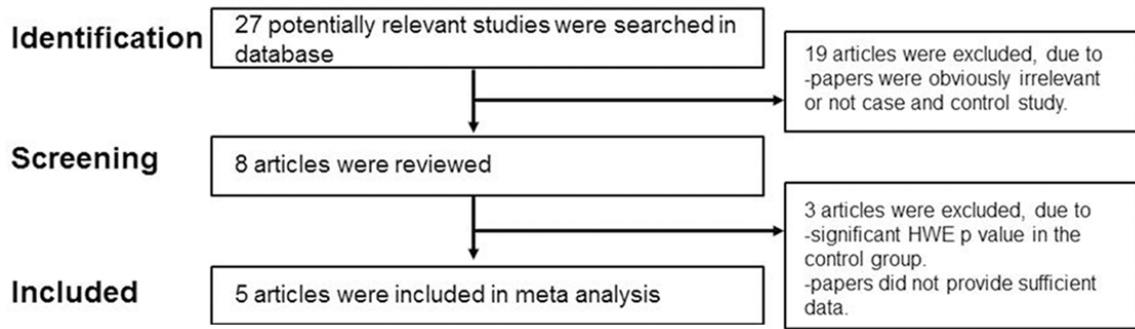 Identification
27 potentially relevant studies were searched in
database
19 articles were excluded, due to
-papers were obviously irrelevant
or not case and control study.
Screening
8 articles were reviewed
3 articles were excluded, due to
-significant HWE p value in the
control group.
-papers did not provide sufficient
data.
Included
5 articles were included in meta analysis